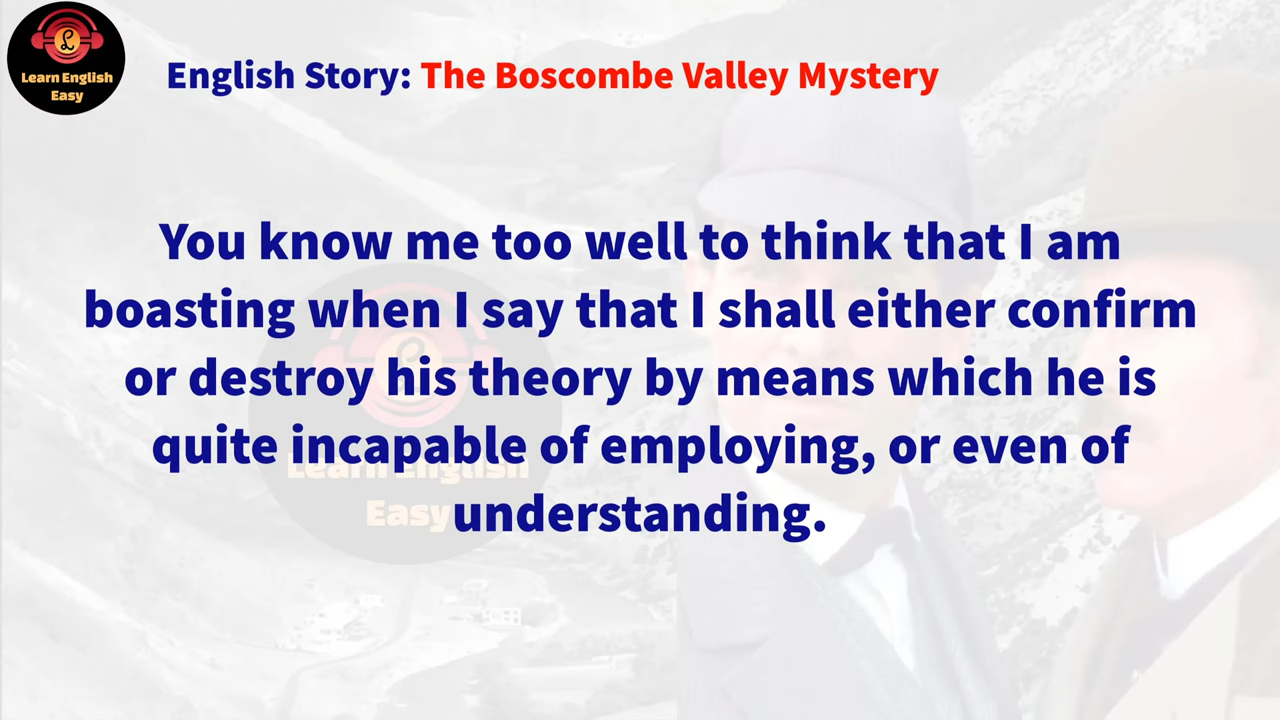 Learn English
Easy
English Story: The Boscombe Valley Mystery
You know me too well to think that I am
boasting when I say that I shall either confirm
or destroy his theory by means which he is
quite incapable of employing, or even of
understanding.
Learn English
Easy